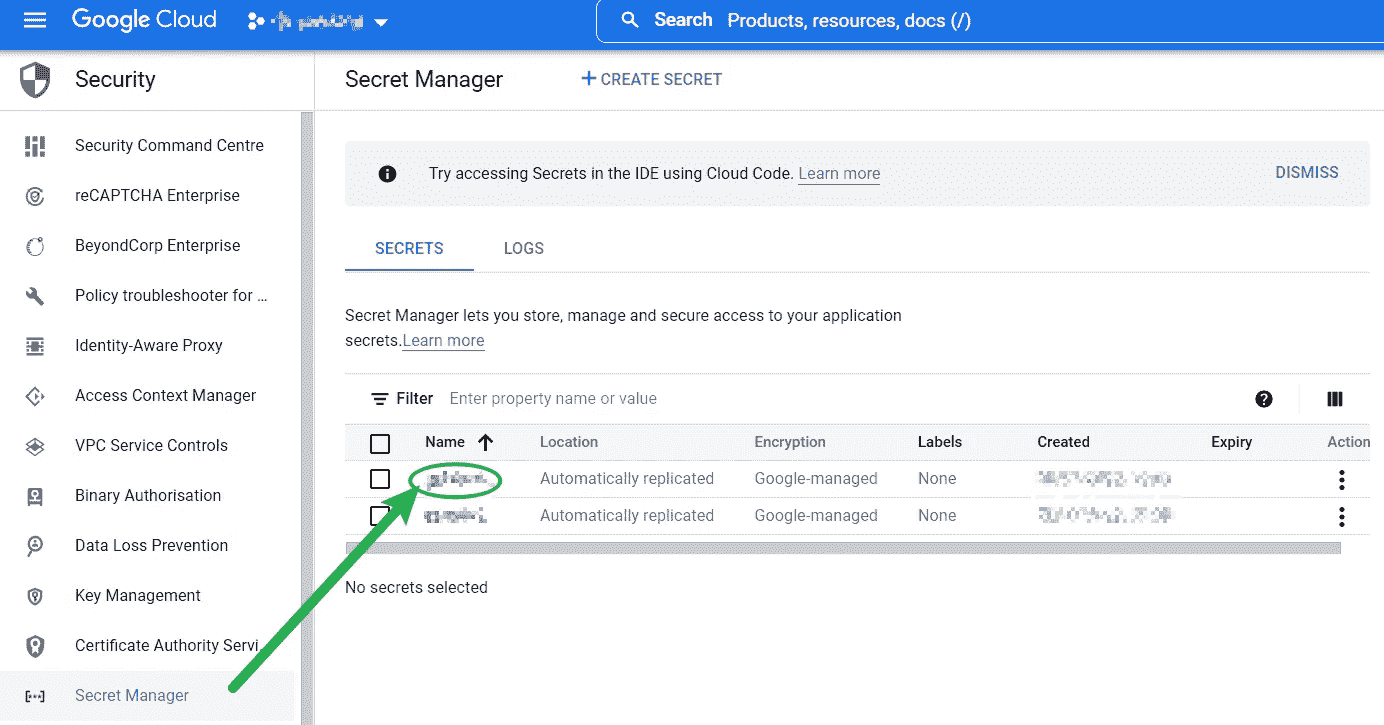 Google Cloud
Search Products, resources, docs (/)
Security
Secret Manager
CREATE SECRET
Security Command Centre
reCAPTCHA Enterprise
BeyondCorp Enterprise
Policy troubleshooter for ...
Identity-Aware Proxy
Access Context Manager
VPC Service Controls
Binary Authorisation
Data Loss Prevention
Key Management
Certificate Authority Servi
Secret Manager
Try accessing Secrets in the IDE using Cloud Code. Learn more
DISMISS
SECRETS LOGS
Secret Manager lets you store, manage and secure access to your application
secrets.Learn more
Filter Enter property name or value
Name Location Encryption Labels Created Expiry Action
Automatically replicated Google-managed None
Automatically replicated Google-managed None
No secrets selected